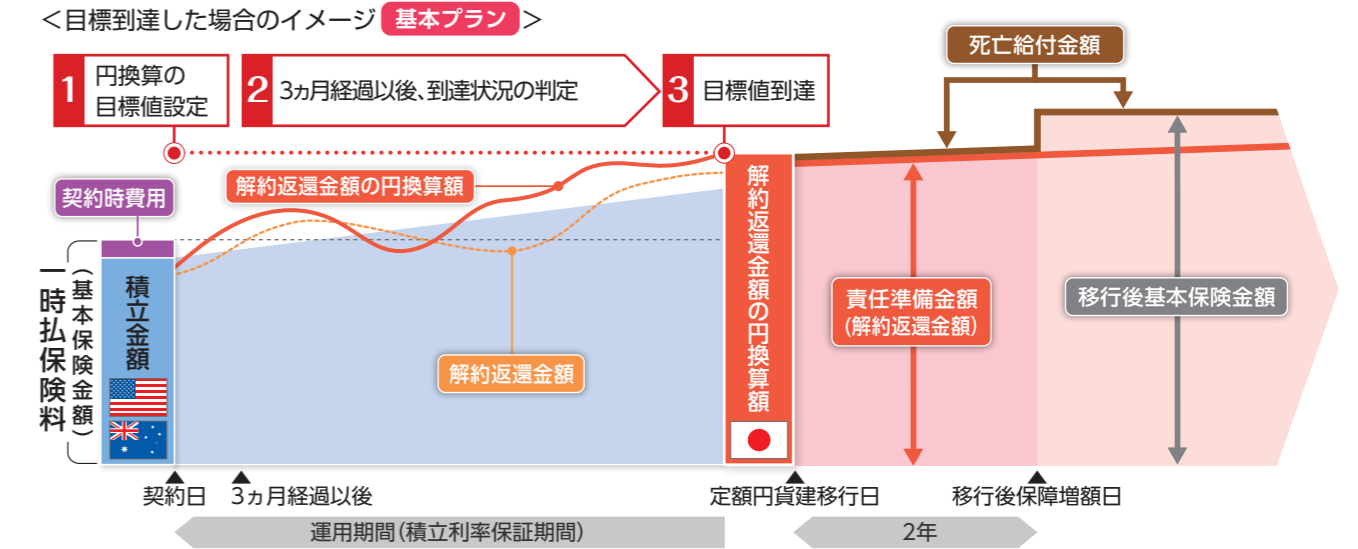 ＜目標到達した場合のイメージ 基本プラン ＞
死亡給付金額
1 円換算の
目標値設定
2 3ヵ月経過以後、到達状況の判定
3 目標値到達
契約時費用
解約返還金額の円換算額
一時払保険料
（基本保険金額）
積立金額
解約返還金額
解約返還金額の円換算額
責任準備金額
(解約返還金額)
移行後基本保険金額
契約日
3ヵ月経過以後
定額円貨建移行日
移行後保障増額日
運用期間(積立利率保証期間)
2年